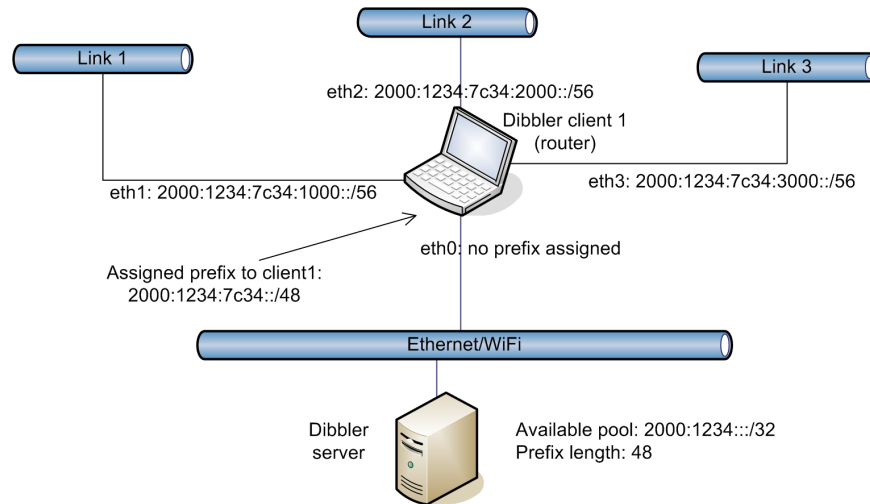 Link 2
Link 1
Link 3
eth2: 2000:1234:7c34:2000::/56
Dibbler client 1
(router)
eth1: 2000:1234:7c34:1000::/56
eth3: 2000:1234:7c34:3000::/56
eth0: no prefix assigned
Assigned prefix to client1:
2000:1234:7c34::/48
Ethernet/WiFi
Dibbler
server
Available pool: 2000:1234:::/32
Prefix length: 48